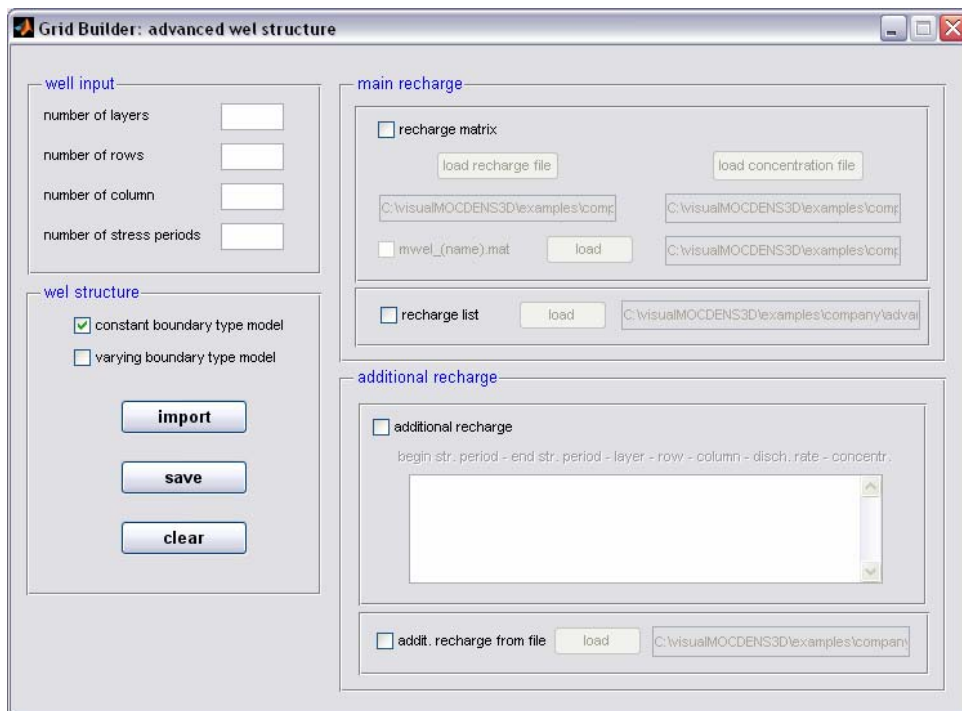 Grid Builder: advanced wel structure
well input
number of layers
number of rows
number of column
number of stress periods
wel structure
constant boundary type model
varying boundary type model
import
save
clear
main recharge
recharge matrix
load recharge file
load concentration file
C:\visualMOCDENS3D\examples\comp
C:\visualMOCDENS3D\examples\comp
mwel_(name).mat
load
C:\visualMOCDENS3D\examples\comp
recharge list
load
C:\visualMOCDENS3D\examples\company\advar
additional recharge
additional recharge
begin str. period - end str. period - layer - row - column - disch. rate - concentr.
addit. recharge from file
load
C:\visualMOCDENS3D\examples\company